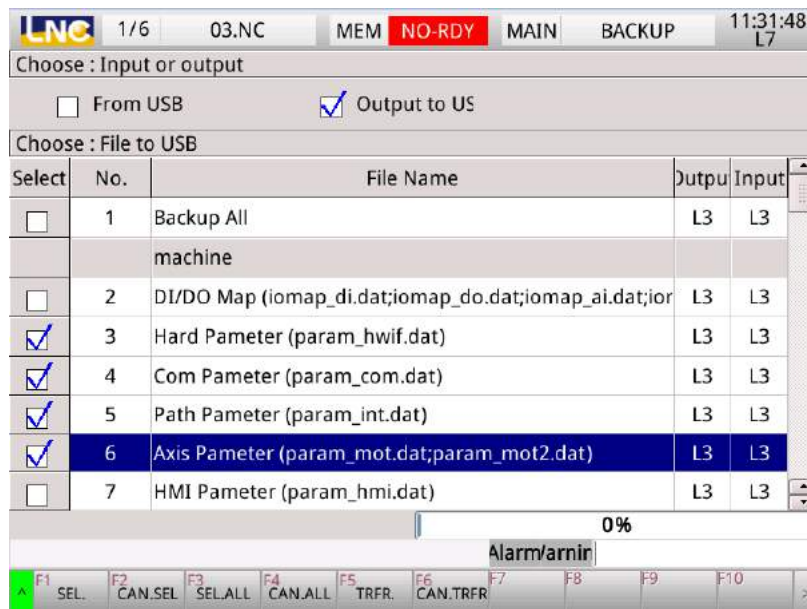 LNC 1/6 03.NC MEM NO-RDY MAIN BACKUP 11:31:48
L7
Choose : Input or output
From USB Output to US
Choose : File to USB
Select No. File Name Outpu Input
1 Backup All L3 L3
machine
2 DI/DO Map (iomap_di.dat;iomap_do.dat;iomap_ai.dat;ior L3 L3
3 Hard Pameter (param_hwif.dat) L3 L3
4 Com Pameter (param_com.dat) L3 L3
5 Path Pameter (param_int.dat) L3 L3
6 Axis Pameter (param_mot.dat;param_mot2.dat) L3 L3
7 HMI Pameter (param_hmi.dat) L3 L3
0%
Alarm/arnin
F1 SEL. F2 CAN.SEL F3 SEL.ALL F4 CAN.ALL F5 TRFR. F6 CAN.TRFR F7 F8 F9 F10